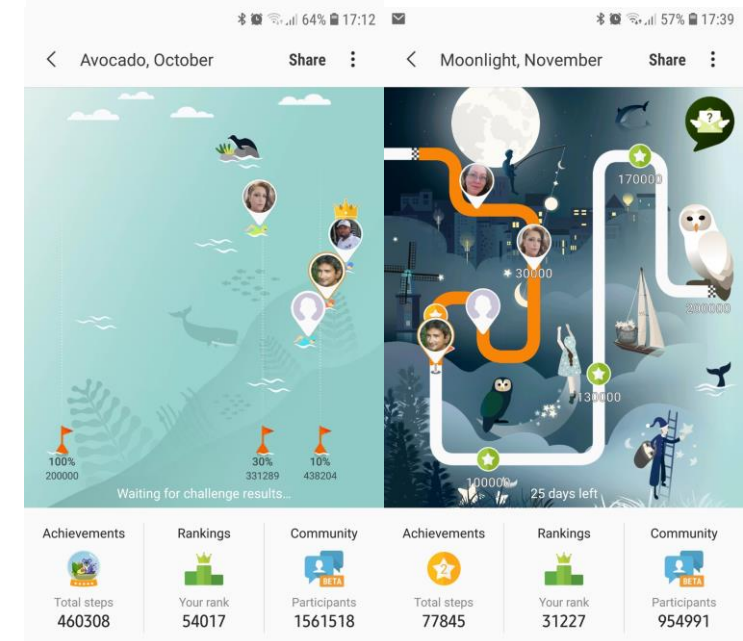 64% 17:12
Avocado, October
Share
100%
200000
30%
331289
10%
438204
Waiting for challenge results...
Achievements
Rankings
Community
BETA
Total steps
Your rank
Participants
460308
54017
1561518
57% 17:39
Moonlight, November
Share
?
170000
30000
200000
130000
100000
25 days left
Achievements
Rankings
Community
2
BETA
Total steps
Your rank
Participants
77845
31227
954991